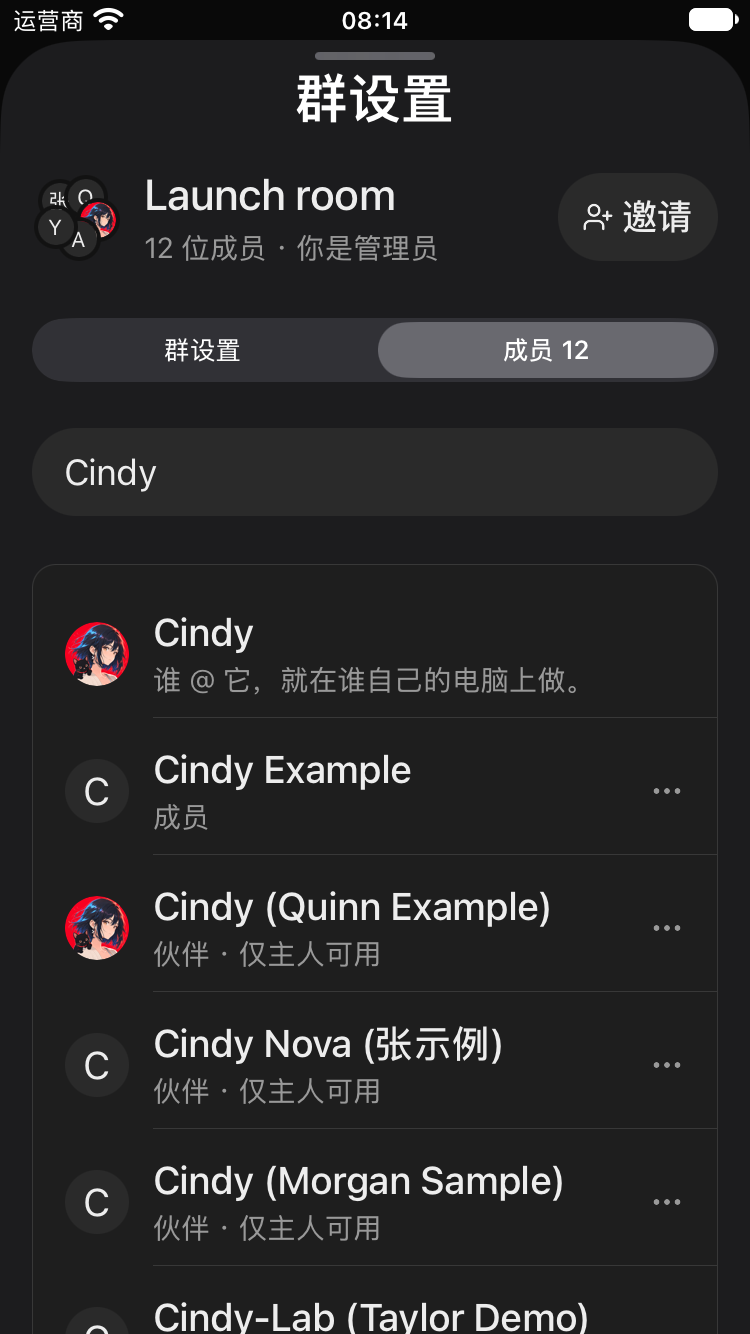 运营商
08:14
群设置
张
Q
Y
A
Launch room
12 位成员 · 你是管理员
邀请
群设置
成员 12
Cindy
Cindy
谁 @ 它，就在谁自己的电脑上做。
C
Cindy Example
成员
Cindy (Quinn Example)
伙伴 · 仅主人可用
C
Cindy Nova (张示例)
伙伴 · 仅主人可用
C
Cindy (Morgan Sample)
伙伴 · 仅主人可用
Cindy-Lab (Taylor Demo)